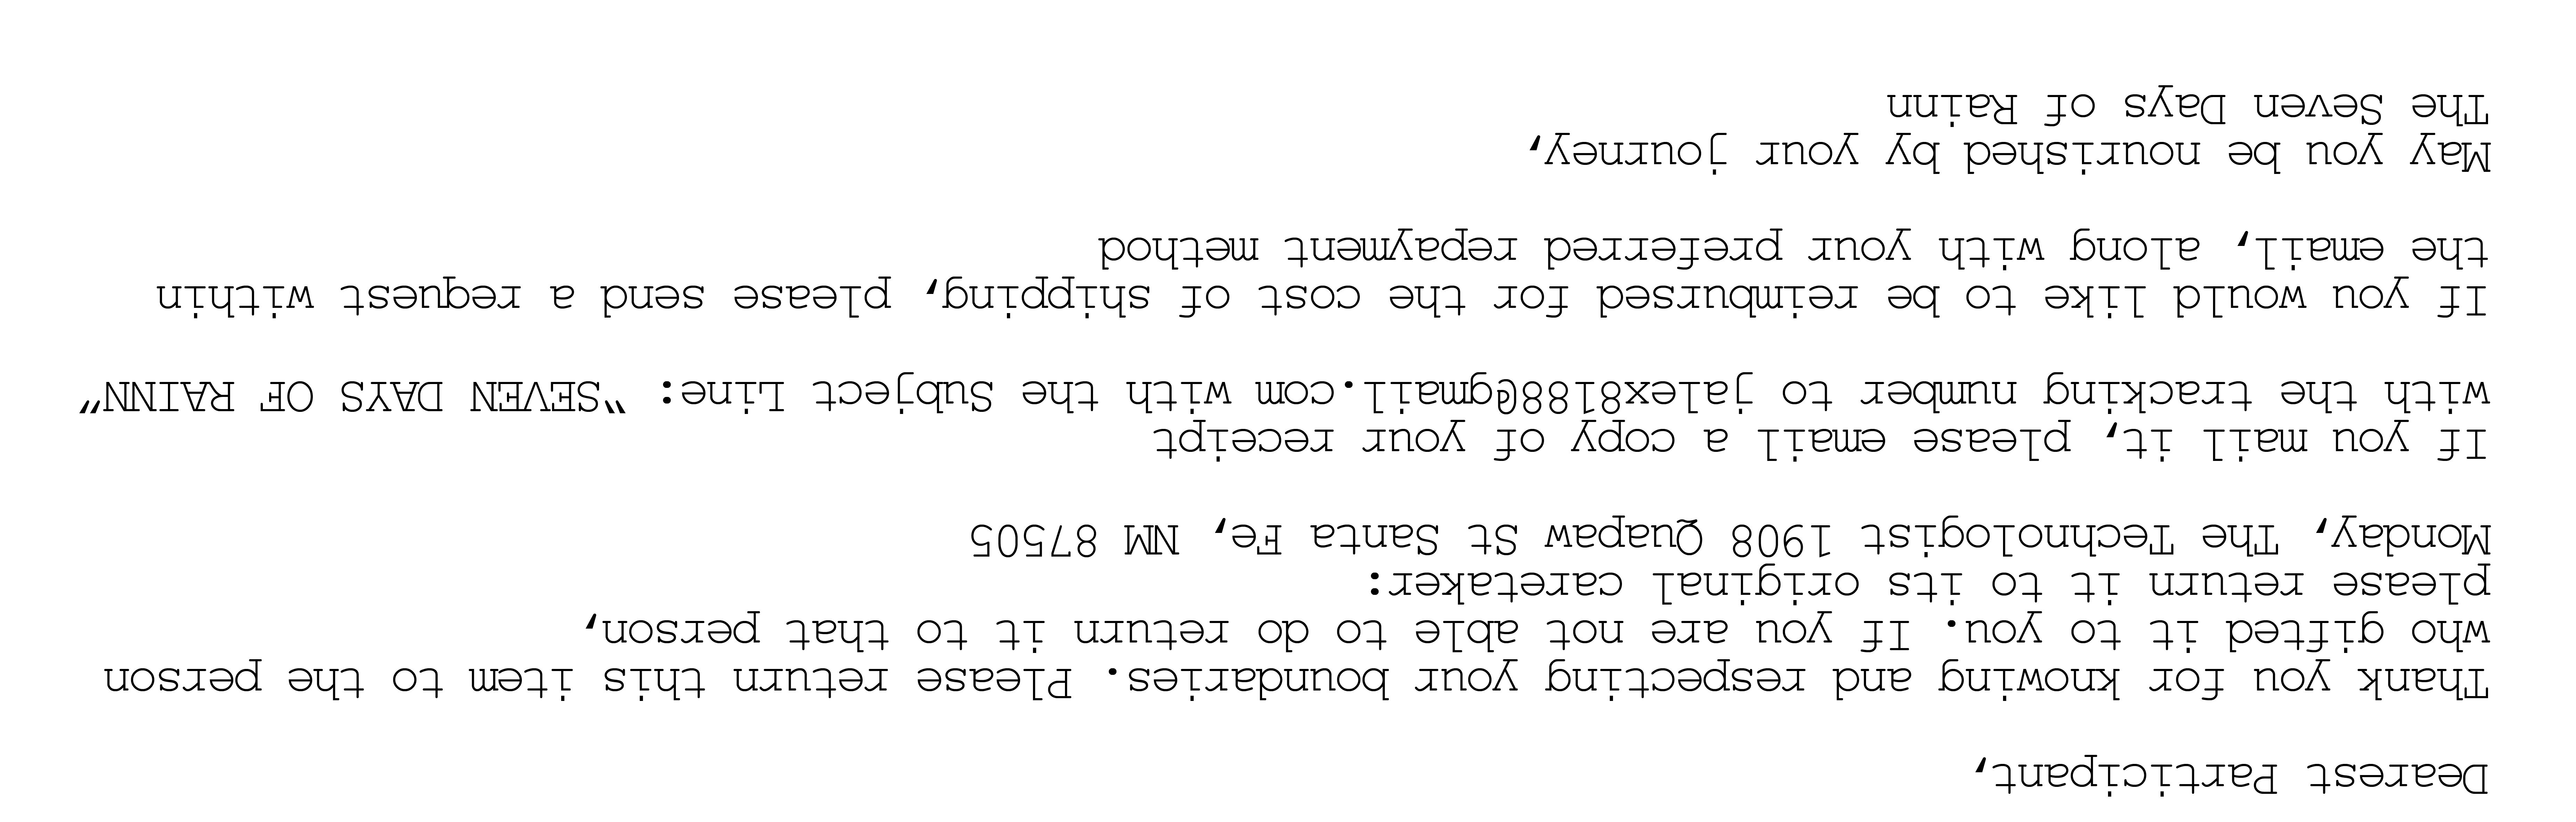 Dearest Participant,
Thank you for knowing and respecting your boundaries. Please return this item to the person
who gifted it to you. If you are not able to do return it to that person,
please return it to its original caretaker:
Monday, The Technologist 1908 Quapaw St Santa Fe, NM 87505
If you mail it, please email a copy of your receipt
with the tracking number to jalex8188@gmail.com with the Subject Line: “SEVEN DAYS OF RAINN”
If you would like to be reimbursed for the cost of shipping, please send a request within
the email, along with your preferred repayment method
May you be nourished by your journey,
The Seven Days of Rainn